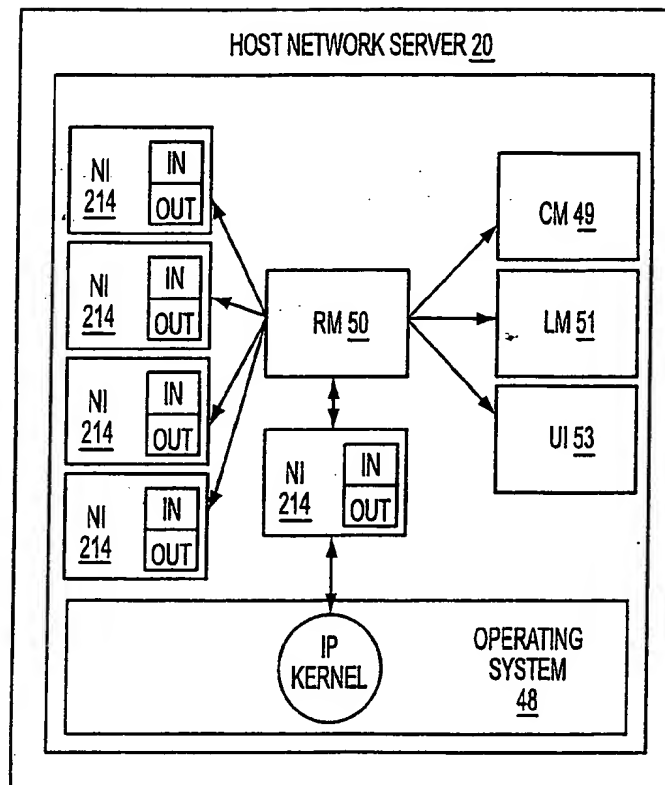 HOST NETWORK SERVER 20
NI
214
IN
OUT
NI
214
IN
OUT
NI
214
IN
OUT
NI
214
IN
OUT
RM 50
NI
214
IN
OUT
CM 49
LM 51
UI 53
IP
KERNEL
OPERATING
SYSTEM
48